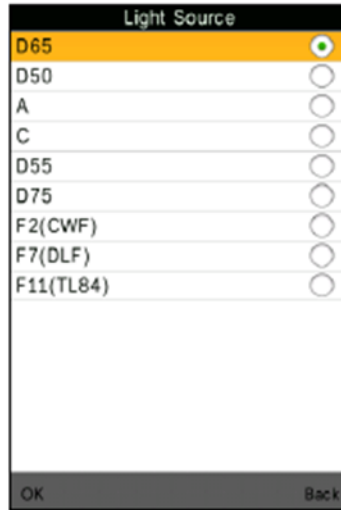 Light Source
D65
D50
A
C
D55
D75
F2(CWF)
F7(DLF)
F11(TL84)
OK Back